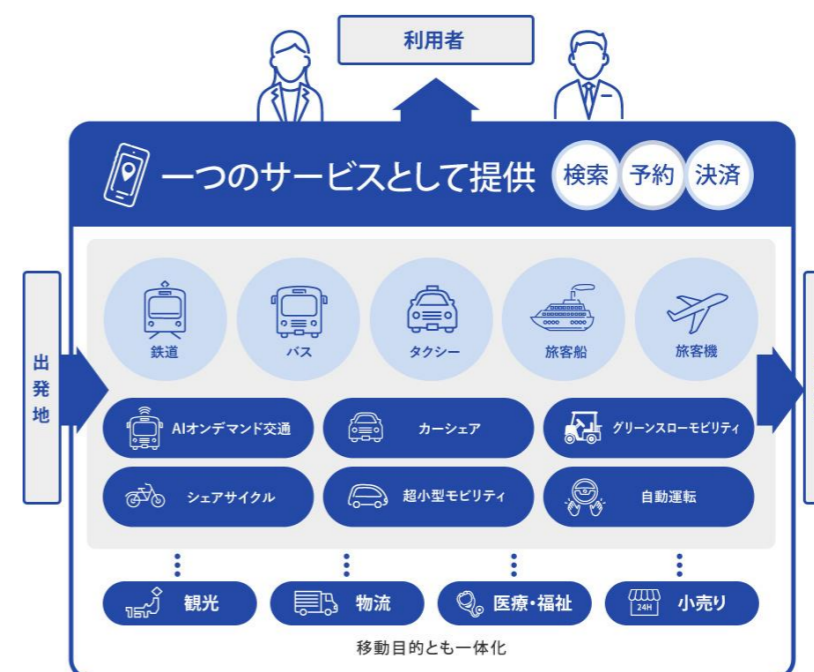 利用者
一つのサービスとして提供 検索 予約 決済
出発地
鉄道 バス タクシー 旅客船 旅客機
AIオンデマンド交通 カーシェア グリーンスローモビリティ
シェアサイクル 超小型モビリティ 自動運転
観光 物流 医療・福祉 24H 小売り
移動目的とも一体化